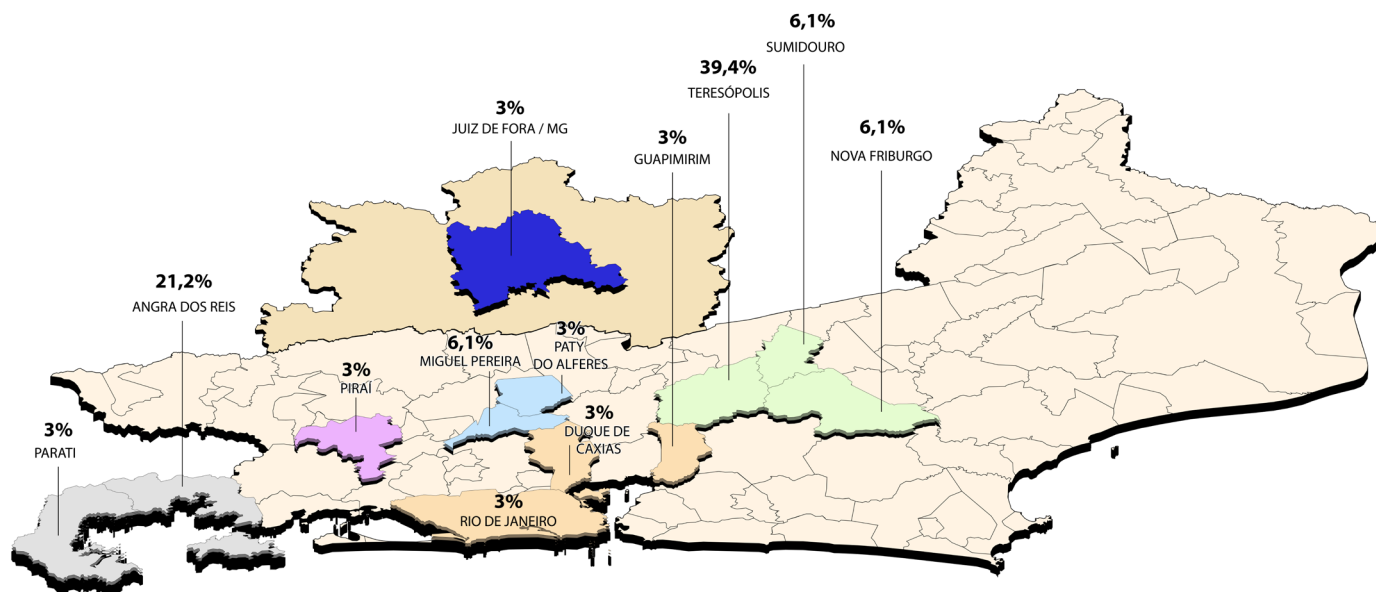 6,1%
SUMIDOURO
39,4%
TERESÓPOLIS
3%
JUIZ DE FORA / MG
3%
GUAPIMIRIM
6,1%
NOVA FRIBURGO
21,2%
ANGRA DOS REIS
6,1%
MIGUEL PEREIRA
3%
PATY
DO ALFERES
3%
PIRAÍ
3%
DUQUE DE
CAXIAS
3%
PARATI
3%
RIO DE JANEIRO